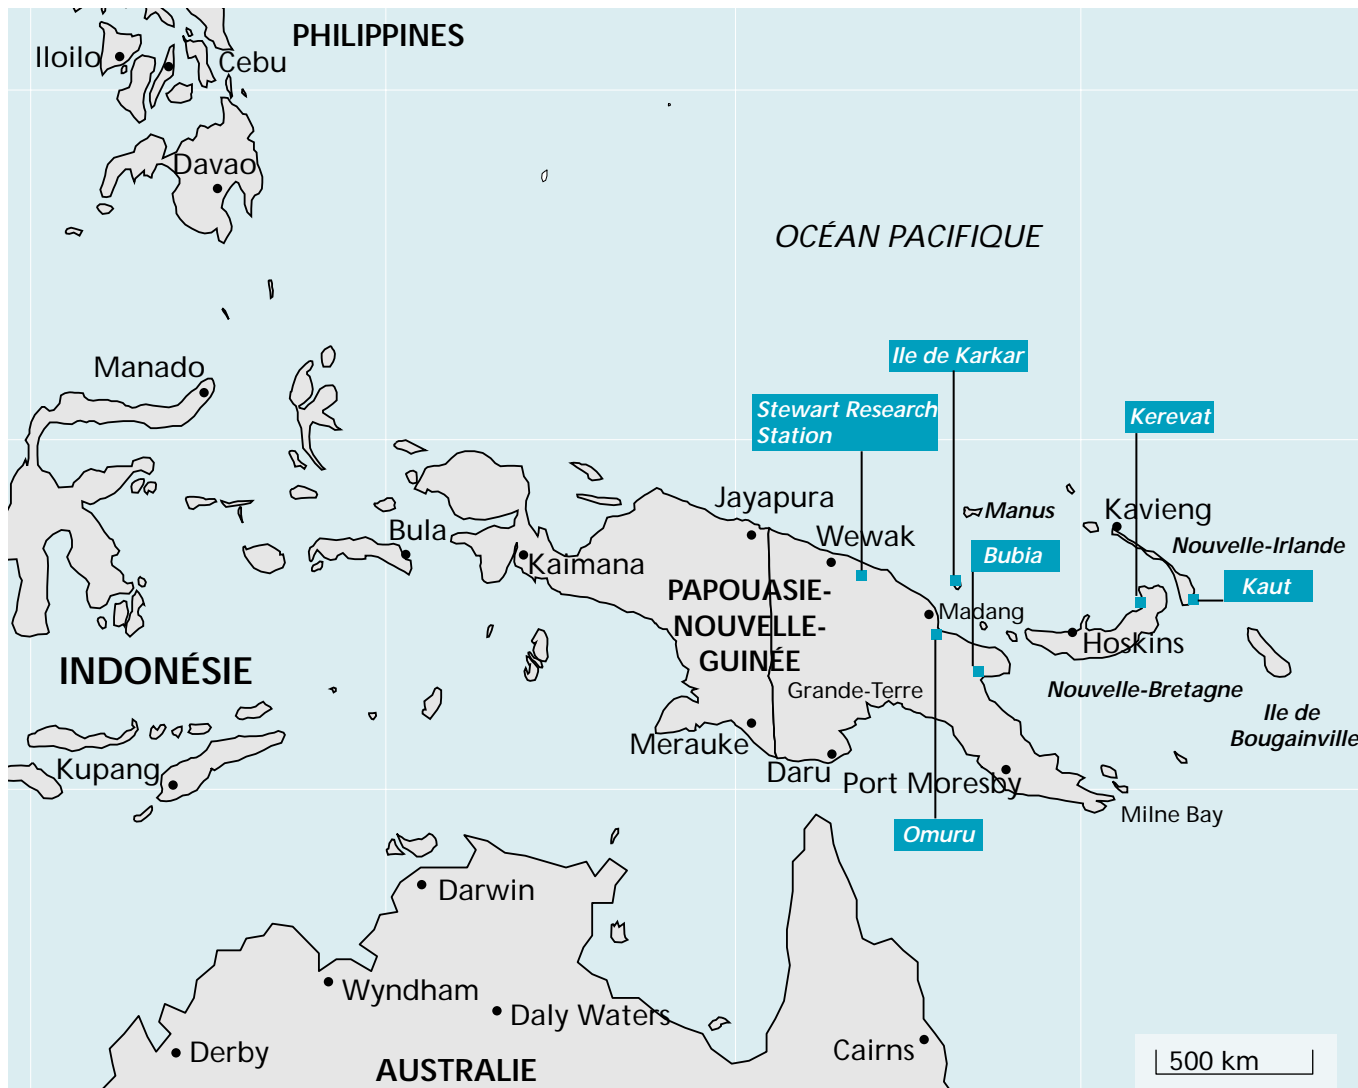 PHILIPPINES
Iloilo
Cebu
Davao
OCÉAN PACIFIQUE
Manado
Ile de Karkar
Stewart Research
Station
Kerevat
Jayapura
Wewak
Manus
Kavieng
Bula
Kaimana
Bubia
Nouvelle-Irlande
PAPOUASIE-
NOUVELLE-
GUINÉE
Kaut
Madang
Hoskins
INDONÉSIE
Grande-Terre
Nouvelle-Bretagne
Ile de
Bougainville
Merauke
Kupang
Daru
Port Moresby
Milne Bay
Omuru
Darwin
Wyndham
Daly Waters
Derby
Cairns
AUSTRALIE
500 km